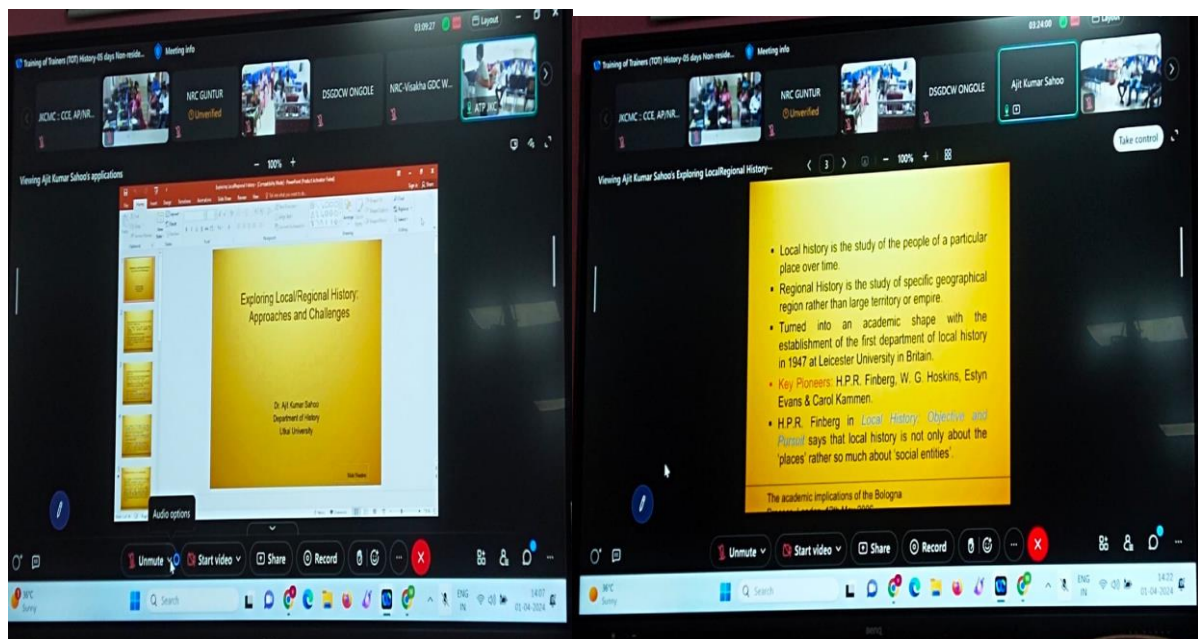 03:09:27
Layout
Training of Trainers (TOT) History-05 days Non-reside...
Meeting info
JKCMC :: CCE, AP/NR...
NRC GUNTUR
Unverified
DSGDCW ONGOLE
NRC-Visakha GDC W...
ATP JKC
100%
Viewing Ajit Kumar Sahoo's applications
Exploring Local/Regional History:
Approaches and Challenges
Dr. Ajit Kumar Sahoo
Department of History
Utkal University
Audio options
Unmute
Start video
Share
Record
36°C
Sunny
Search
ENG
IN
14:07
01-04-2024
03:24:00
Layout
Training of Trainers (TOT) History-05 days Non-reside...
Meeting info
JKCMC :: CCE, AP/NR...
NRC GUNTUR
Unverified
DSGDCW ONGOLE
Ajit Kumar Sahoo
Take control
3
100%
Viewing Ajit Kumar Sahoo's Exploring LocalRegional History-
• Local history is the study of the people of a particular
place over time.
• Regional History is the study of specific geographical
region rather than large territory or empire.
• Turned into an academic shape with the
establishment of the first department of local history
in 1947 at Leicester University in Britain.
• Key Pioneers: H.P.R. Finberg, W. G. Hoskins, Estyn
Evans & Carol Kammen.
• H.P.R. Finberg in Local History: Objective and
Pursuit says that local history is not only about the
'places' rather so much about 'social entities'.
The academic implications of the Bologna
Unmute
Start video
Share
Record
36°C
Sunny
Search
ENG
IN
14:22
01-04-2024
BenQ